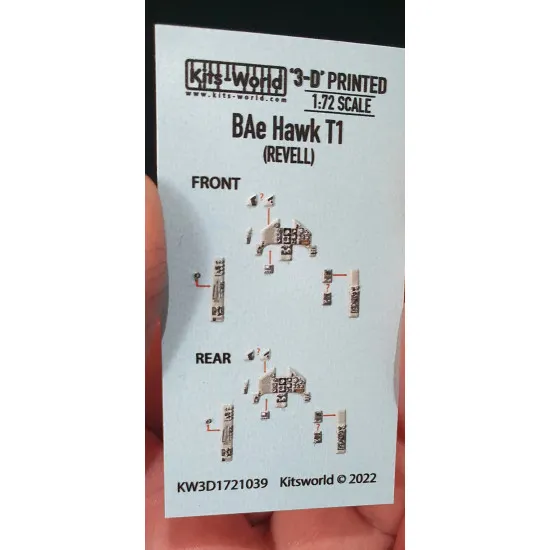 Kits-World
www.kits-world.com
"3-D" PRINTED
1:72 SCALE
BAe Hawk T1
(REVELL)
FRONT
?
?
REAR
?
?
KW3D1721039 Kitsworld © 2022